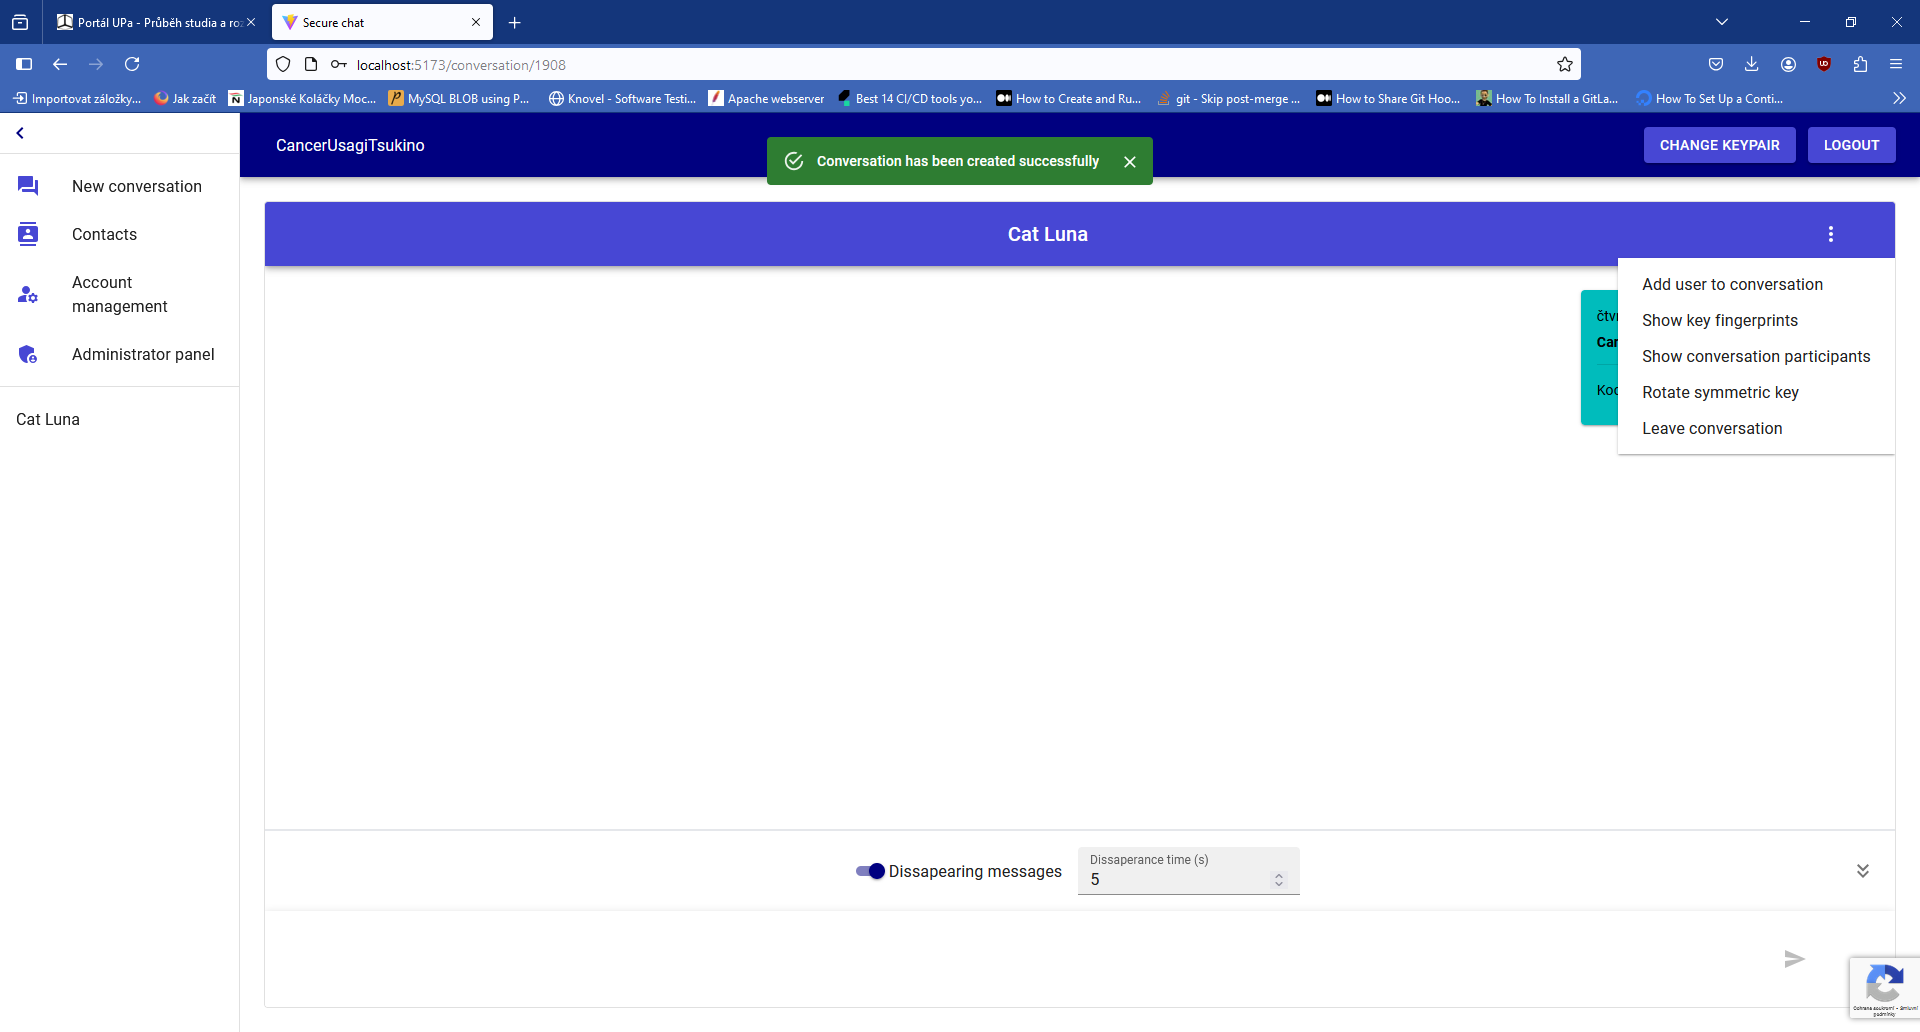 Portál UPa - Průběh studia a ro
Secure chat
localhost:5173/conversation/1908
Importovat záložky...
Jak začít
Japonské Koláčky Moc...
MySQL BLOB using P...
Knovel - Software Testi...
Apache webserver
Best 14 CI/CD tools yo...
How to Create and Ru...
git - Skip post-merge ...
How to Share Git Hoo...
How To Install a GitLa...
How To Set Up a Conti...
CancerUsagiTsukino
Conversation has been created successfully
CHANGE KEYPAIR
LOGOUT
New conversation
Contacts
Account
management
Administrator panel
Cat Luna
Cat Luna
Add user to conversation
Show key fingerprints
Show conversation participants
Rotate symmetric key
Leave conversation
Dissapearing messages
Dissaperance time (s)
5
Ochrana soukromí - Smluvní
podmínky